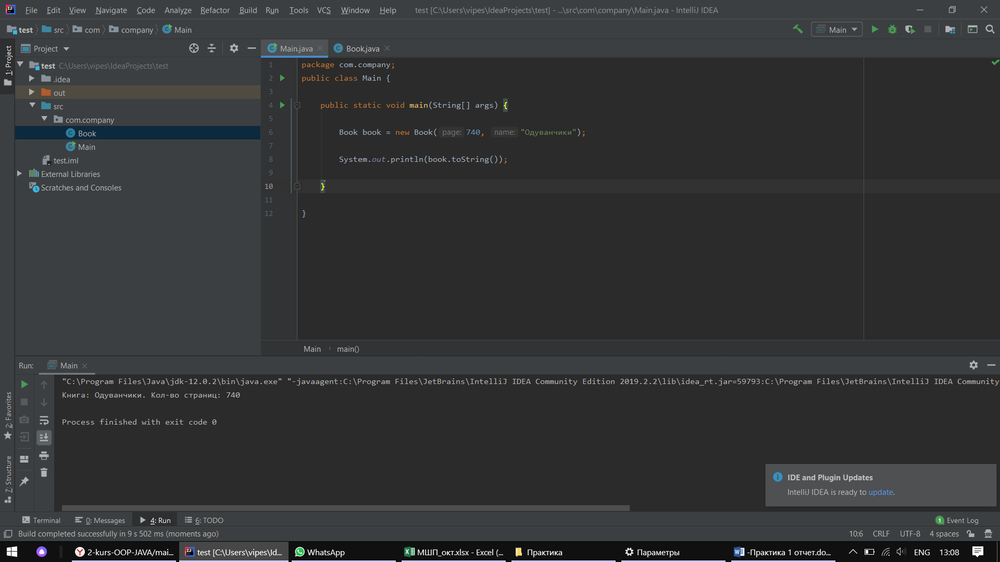 File Edit View Navigate Code Analyze Refactor Build Run Tools VCS Window Help test [C:\Users\vipes\IdeaProjects\test] - ...\src\com\company\Main.java - IntelliJ IDEA
test src com company Main
Main
1: Project
Project
Main.java
Book.java
test C:\Users\vipes\IdeaProjects\test
.idea
out
src
com.company
Book
Main
test.iml
External Libraries
Scratches and Consoles
1 package com.company;
2 public class Main {
3
4 public static void main(String[] args) {
5
6 Book book = new Book( page: 740, name: "Одуванчики");
7
8 System.out.println(book.toString());
9
10 }
11
12 }
Main main()
Run: Main
"C:\Program Files\Java\jdk-12.0.2\bin\java.exe" "-javaagent:C:\Program Files\JetBrains\IntelliJ IDEA Community Edition 2019.2.2\lib\idea_rt.jar=59793:C:\Program Files\JetBrains\IntelliJ IDEA Community
Книга: Одуванчики. Кол-во страниц: 740
Process finished with exit code 0
2: Favorites
7: Structure
IDE and Plugin Updates
IntelliJ IDEA is ready to update.
Terminal 0: Messages 4: Run 6: TODO 1 Event Log
Build completed successfully in 9 s 502 ms (moments ago) 10:6 CRLF UTF-8 4 spaces
2-kurs-OOP-JAVA/mai... test [C:\Users\vipes\Id... WhatsApp МШП_окт.xlsx - Excel (... Практика Параметры -Практика 1 отчет.do... ENG 13:08